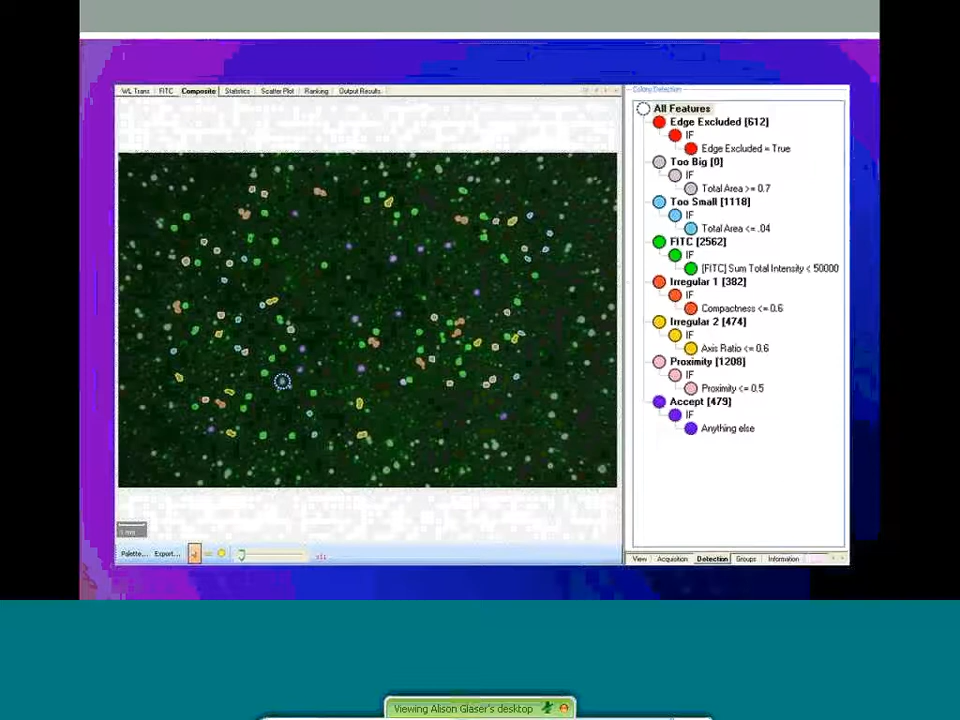 WL Trans FITC Composite Statistics Scatter Plot Ranking Output Results
Colony Detection
All Features
Edge Excluded [612]
IF
Edge Excluded = True
Too Big [0]
IF
Total Area >= 0.7
Too Small [1118]
IF
Total Area <= .04
FITC [2562]
IF
[FITC] Sum Total Intensity < 50000
Irregular 1 [382]
IF
Compactness <= 0.6
Irregular 2 [474]
IF
Axis Ratio <= 0.6
Proximity [1208]
IF
Proximity <= 0.5
Accept [479]
IF
Anything else
1 mm
Palette... Export...
View Acquisition Detection Groups Information
Viewing Alison Glaser's desktop